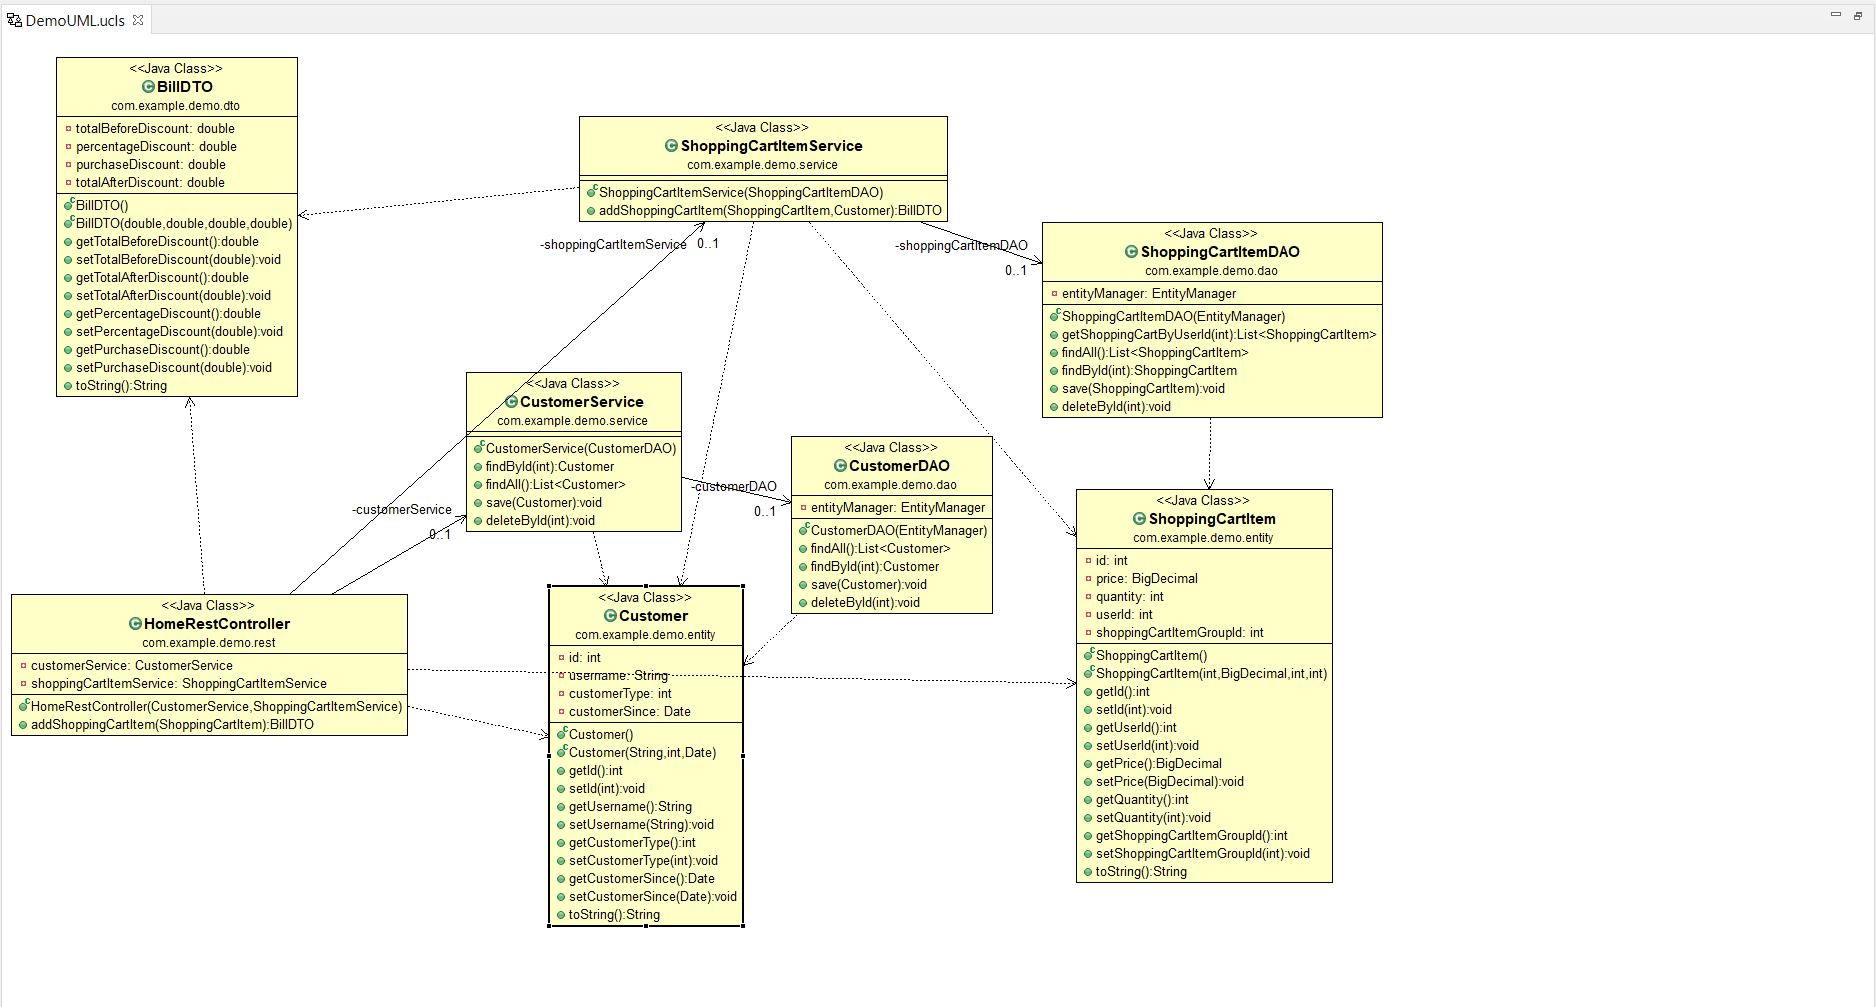 DemoUML.ucls
<<Java Class>>
BillDTO
com.example.demo.dto
totalBeforeDiscount: double
percentageDiscount: double
purchaseDiscount: double
totalAfterDiscount: double
BillDTO()
BillDTO(double,double,double,double)
getTotalBeforeDiscount():double
setTotalBeforeDiscount(double):void
getTotalAfterDiscount():double
setTotalAfterDiscount(double):void
getPercentageDiscount():double
setPercentageDiscount(double):void
getPurchaseDiscount():double
setPurchaseDiscount(double):void
toString():String
<<Java Class>>
ShoppingCartItemService
com.example.demo.service
ShoppingCartItemService(ShoppingCartItemDAO)
addShoppingCartItem(ShoppingCartItem,Customer):BillDTO
-shoppingCartItemService
0..1
-shoppingCartItemDAO
0..1
<<Java Class>>
ShoppingCartItemDAO
com.example.demo.dao
entityManager: EntityManager
ShoppingCartItemDAO(EntityManager)
getShoppingCartByUserId(int):List<ShoppingCartItem>
findAll():List<ShoppingCartItem>
findById(int):ShoppingCartItem
save(ShoppingCartItem):void
deleteById(int):void
<<Java Class>>
CustomerService
com.example.demo.service
CustomerService(CustomerDAO)
findById(int):Customer
findAll():List<Customer>
save(Customer):void
deleteById(int):void
-customerService
0..1
-customerDAO
0..1
<<Java Class>>
CustomerDAO
com.example.demo.dao
entityManager: EntityManager
CustomerDAO(EntityManager)
findAll():List<Customer>
findById(int):Customer
save(Customer):void
deleteById(int):void
<<Java Class>>
ShoppingCartItem
com.example.demo.entity
id: int
price: BigDecimal
quantity: int
userId: int
shoppingCartItemGroupId: int
ShoppingCartItem()
ShoppingCartItem(int,BigDecimal,int,int)
getId():int
setId(int):void
getUserId():int
setUserId(int):void
getPrice():BigDecimal
setPrice(BigDecimal):void
getQuantity():int
setQuantity(int):void
getShoppingCartItemGroupId():int
setShoppingCartItemGroupId(int):void
toString():String
<<Java Class>>
HomeRestController
com.example.demo.rest
customerService: CustomerService
shoppingCartItemService: ShoppingCartItemService
HomeRestController(CustomerService,ShoppingCartItemService)
addShoppingCartItem(ShoppingCartItem):BillDTO
<<Java Class>>
Customer
com.example.demo.entity
id: int
username: String
customerType: int
customerSince: Date
Customer()
Customer(String,int,Date)
getId():int
setId(int):void
getUsername():String
setUsername(String):void
getCustomerType():int
setCustomerType(int):void
getCustomerSince():Date
setCustomerSince(Date):void
toString():String